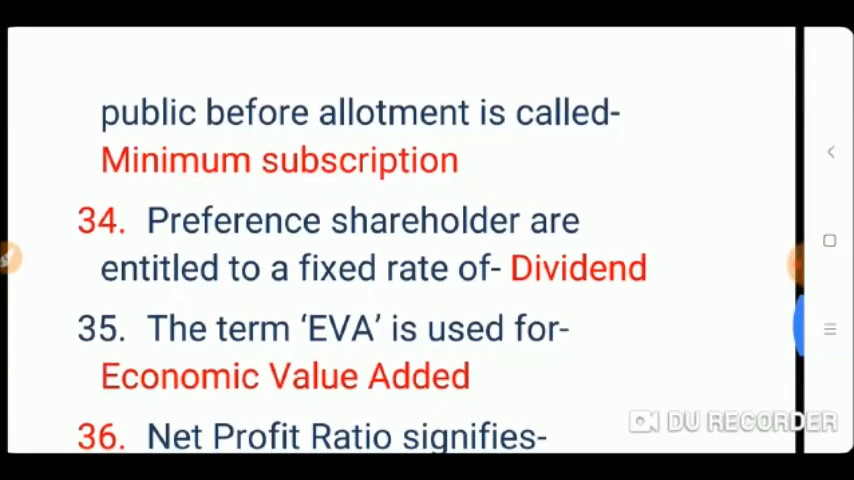 public before allotment is called-
Minimum subscription
34. Preference shareholder are
entitled to a fixed rate of- Dividend
35. The term ‘EVA’ is used for-
Economic Value Added
36. Net Profit Ratio signifies-
DU RECORDER